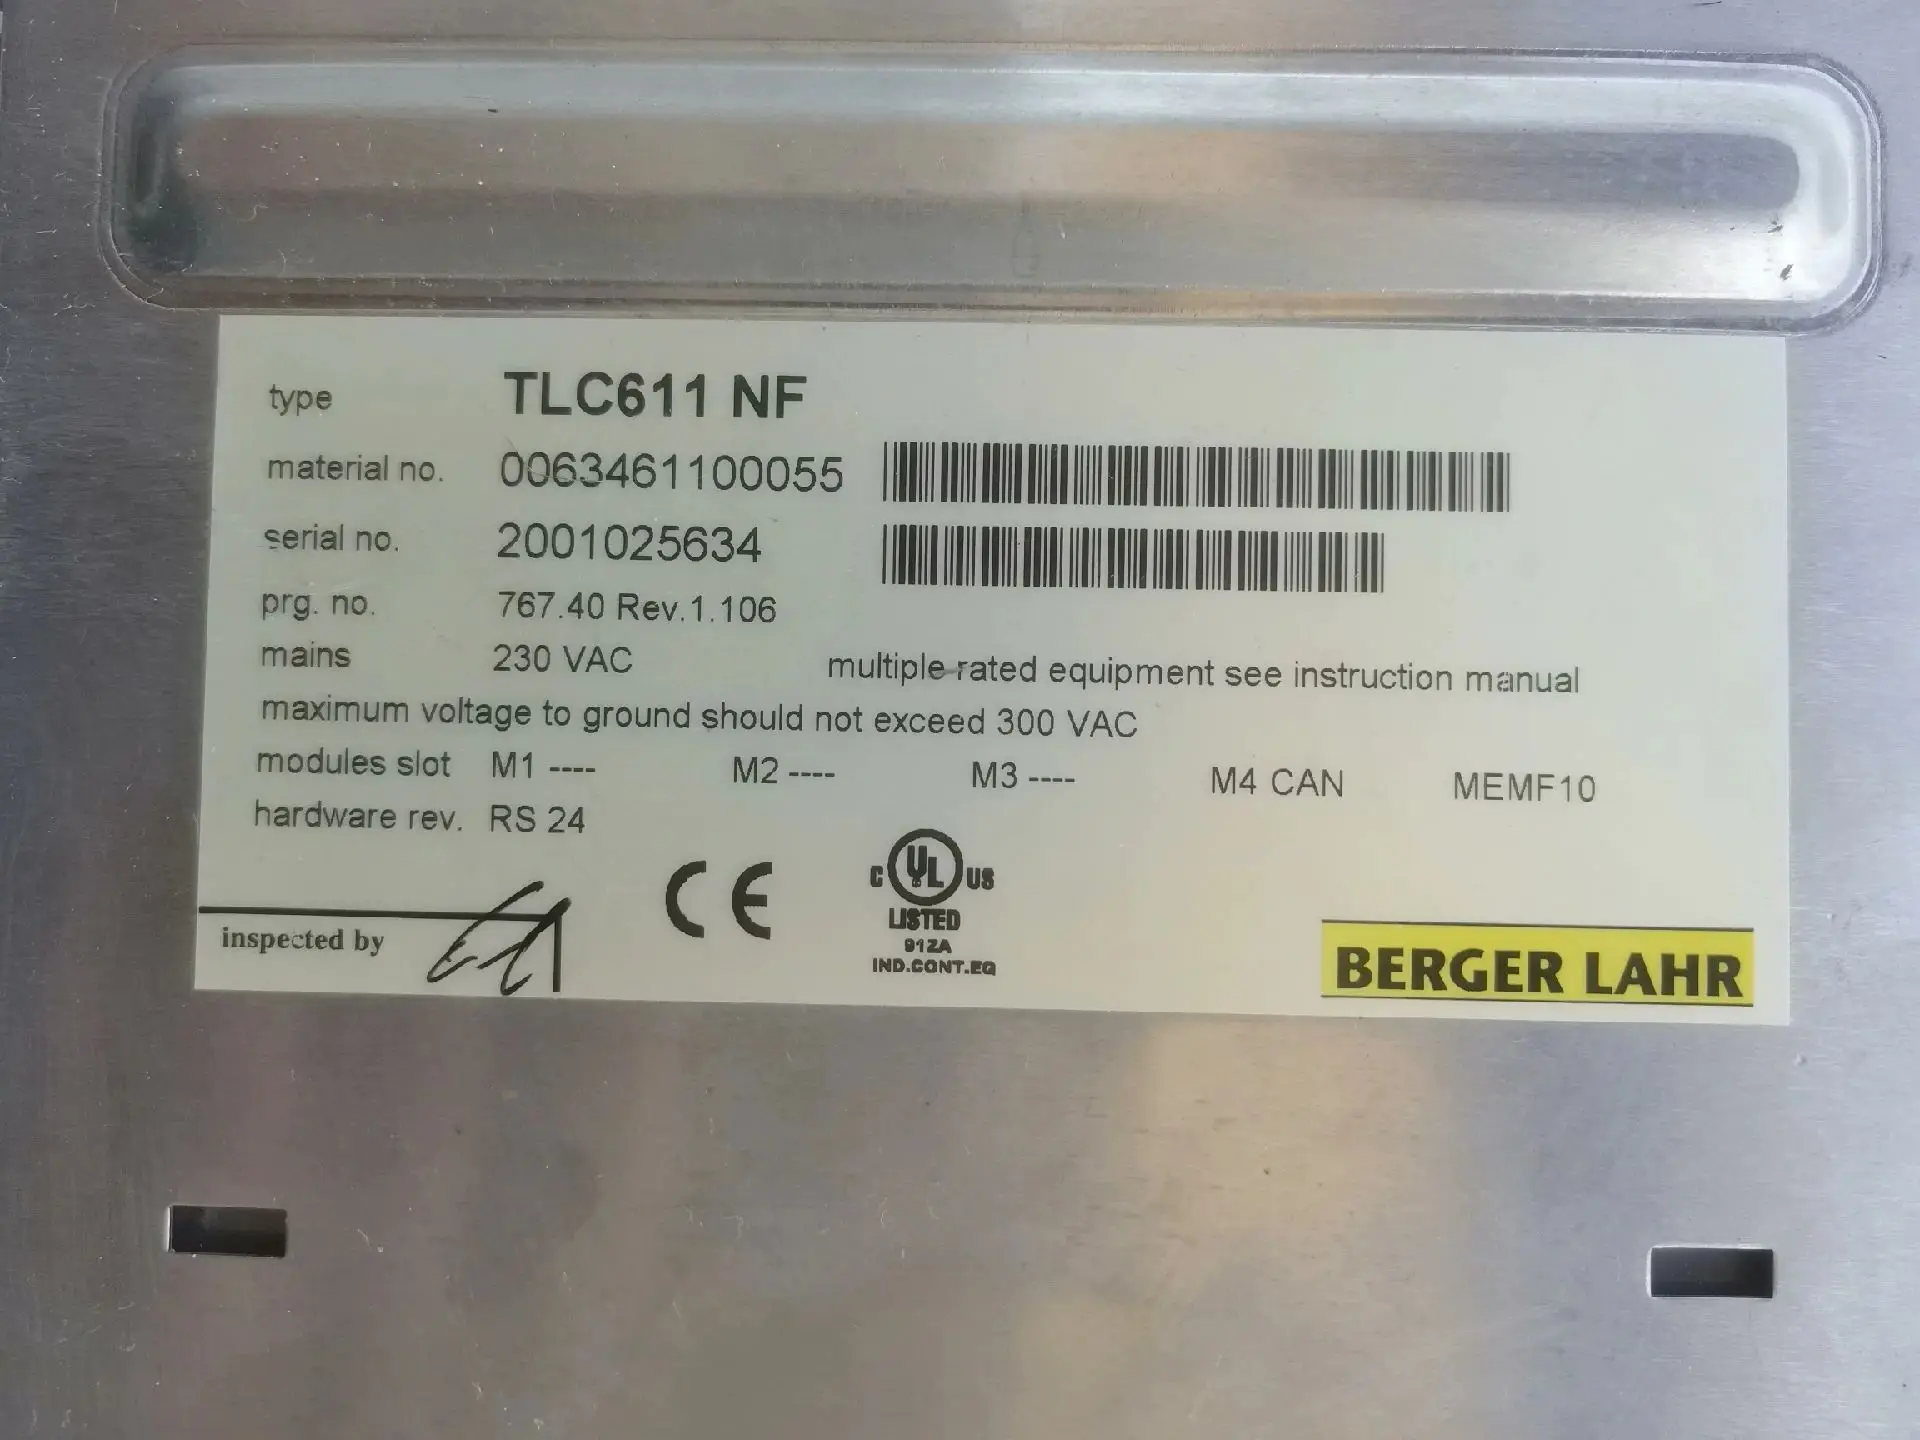 type TLC611 NF
material no. 0063461100055
serial no. 2001025634
prg. no. 767.40 Rev.1.106
mains 230 VAC multiple rated equipment see instruction manual
maximum voltage to ground should not exceed 300 VAC
modules slot M1 ---- M2 ---- M3 ---- M4 CAN MEMF10
hardware rev. RS 24
inspected by
CE
C UL US
LISTED
91ZA
IND.CONT.EQ
BERGER LAHR